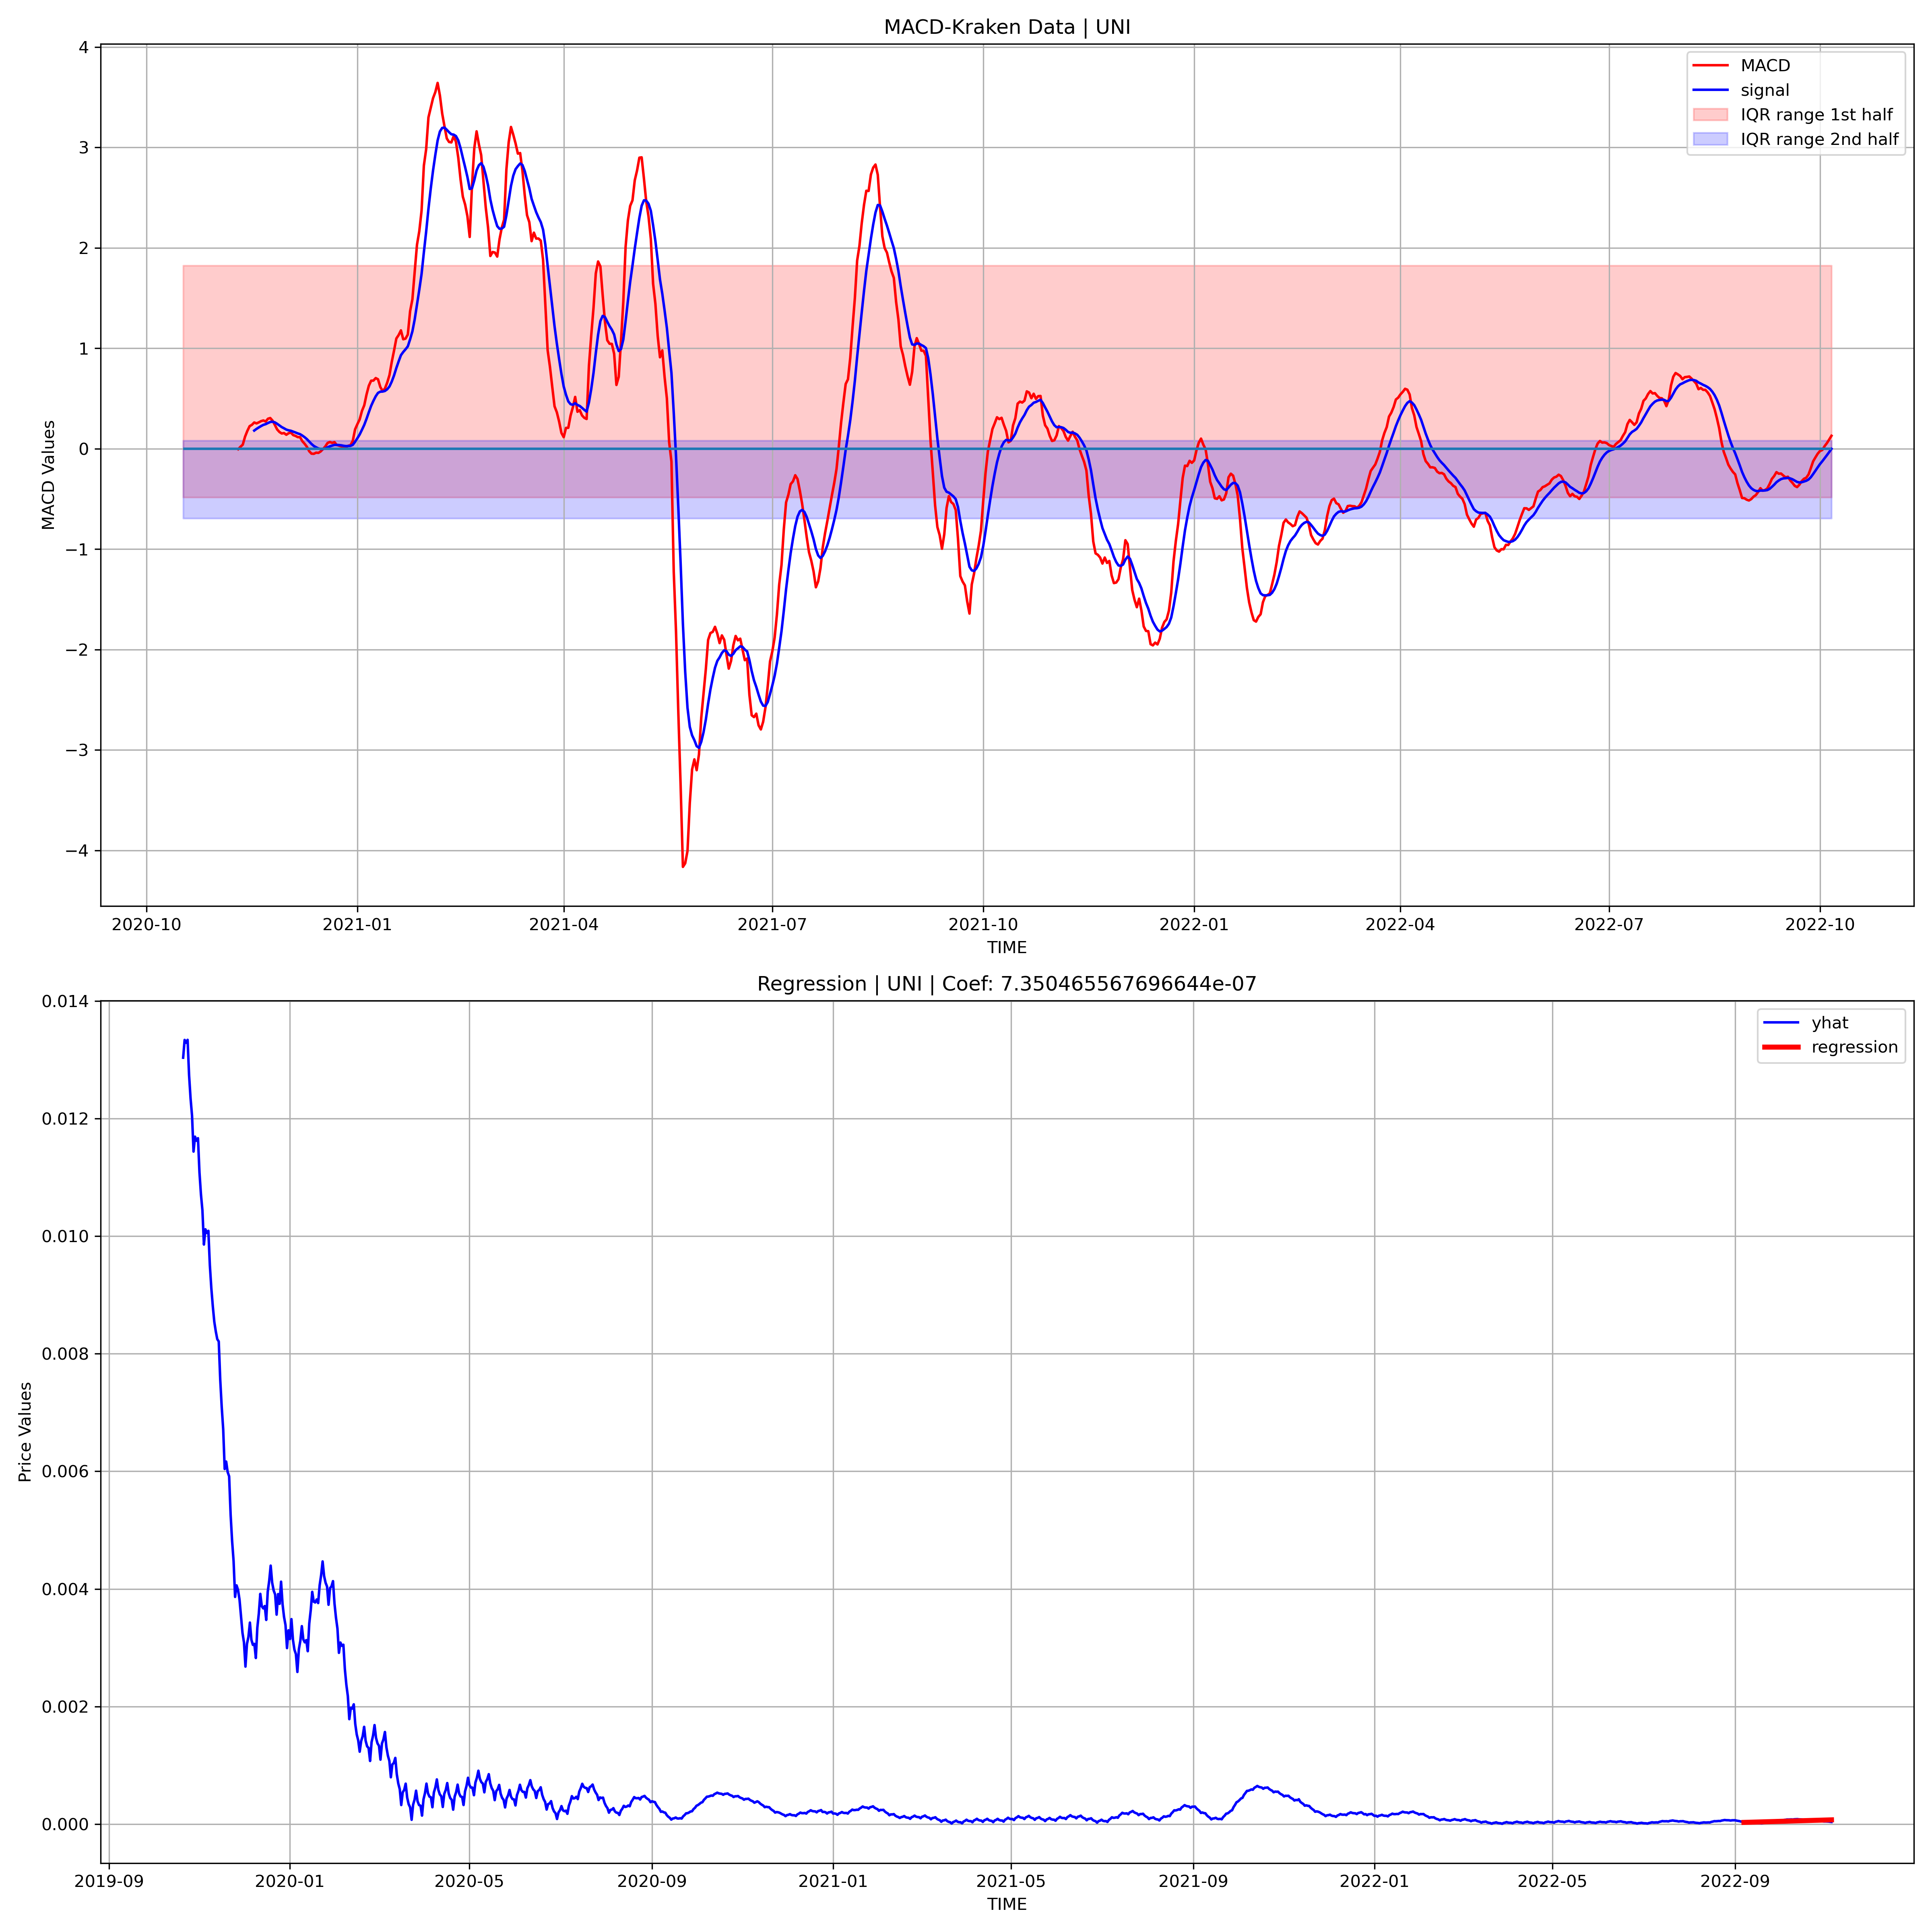 MACD-Kraken Data | UNI
MACD
signal
IQR range 1st half
IQR range 2nd half
MACD Values
4
3
2
1
0
−1
−2
−3
−4
2020-10 2021-01 2021-04 2021-07 2021-10 2022-01 2022-04 2022-07 2022-10
TIME
Regression | UNI | Coef: 7.350465567696644e-07
yhat
regression
Price Values
0.014
0.012
0.010
0.008
0.006
0.004
0.002
0.000
2019-09 2020-01 2020-05 2020-09 2021-01 2021-05 2021-09 2022-01 2022-05 2022-09
TIME